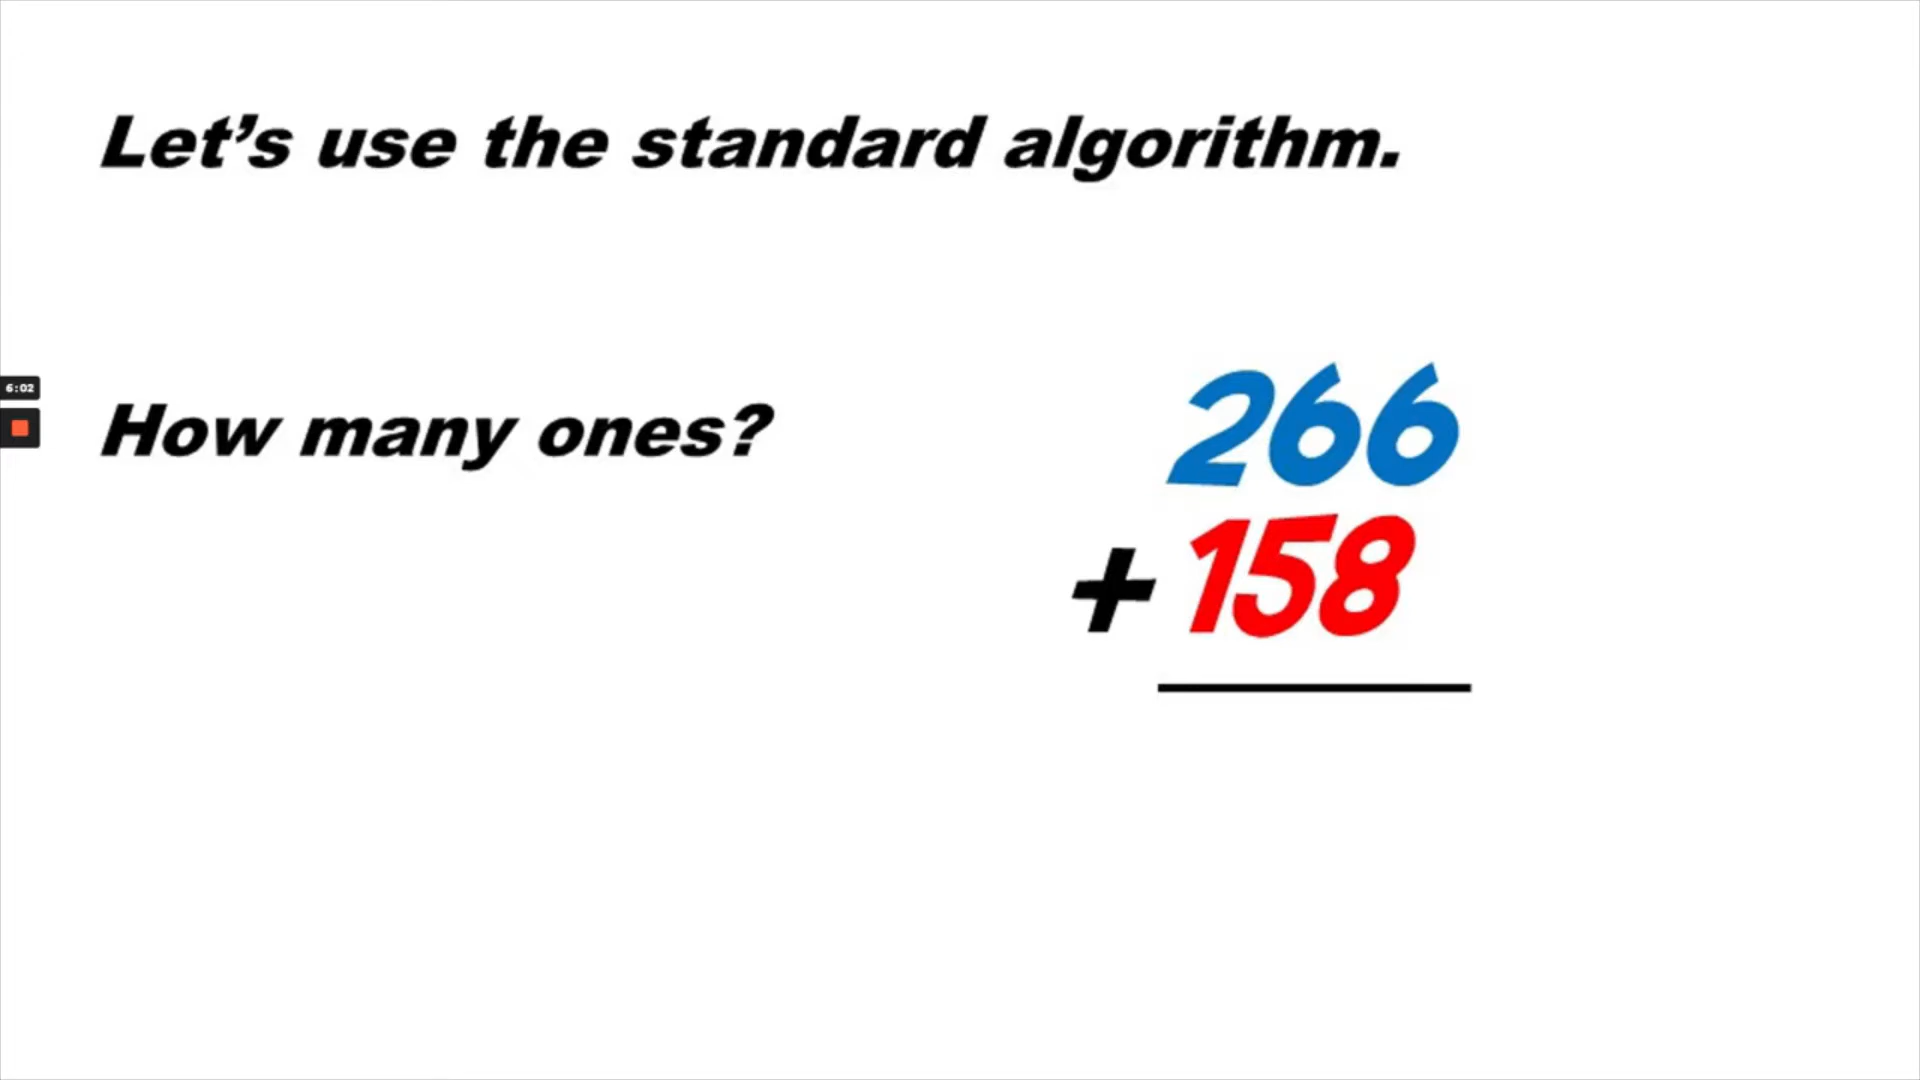 Let's use the standard algorithm.
6:02
How many ones?
266
+ 158